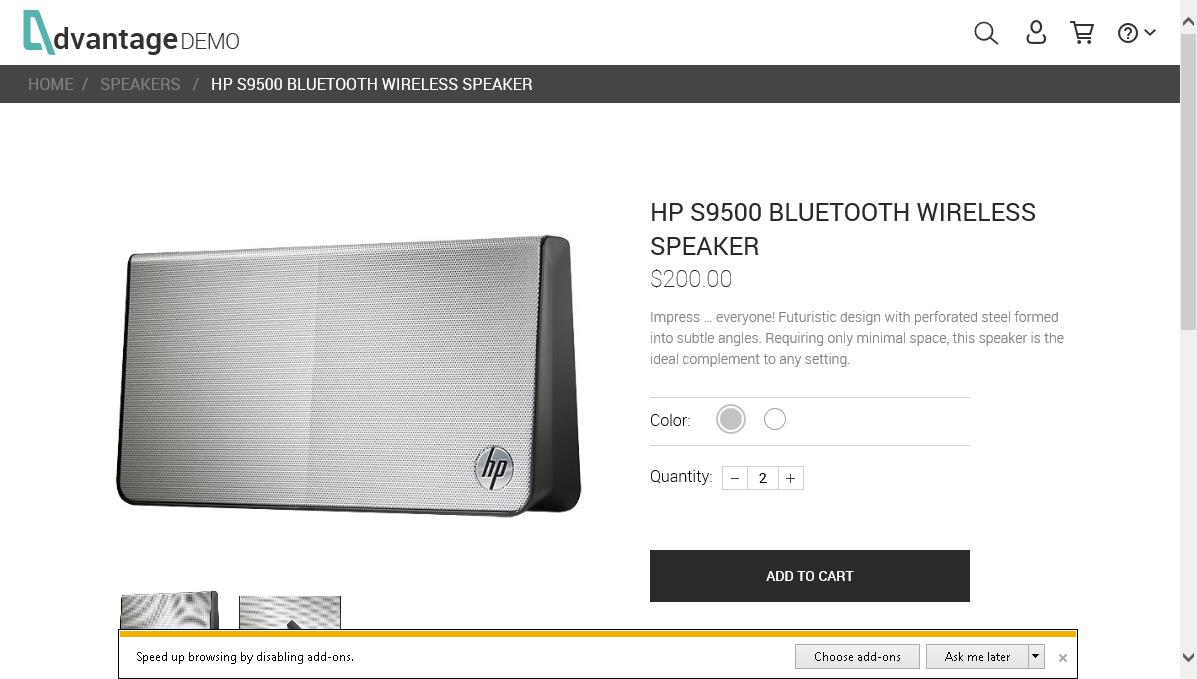 dvantage DEMO
HOME / SPEAKERS / HP S9500 BLUETOOTH WIRELESS SPEAKER
HP S9500 BLUETOOTH WIRELESS
SPEAKER
$200.00
Impress ... everyone! Futuristic design with perforated steel formed
into subtle angles. Requiring only minimal space, this speaker is the
ideal complement to any setting.
Color:
Quantity: − 2 +
hp
ADD TO CART
Speed up browsing by disabling add-ons.
Choose add-ons
Ask me later
×